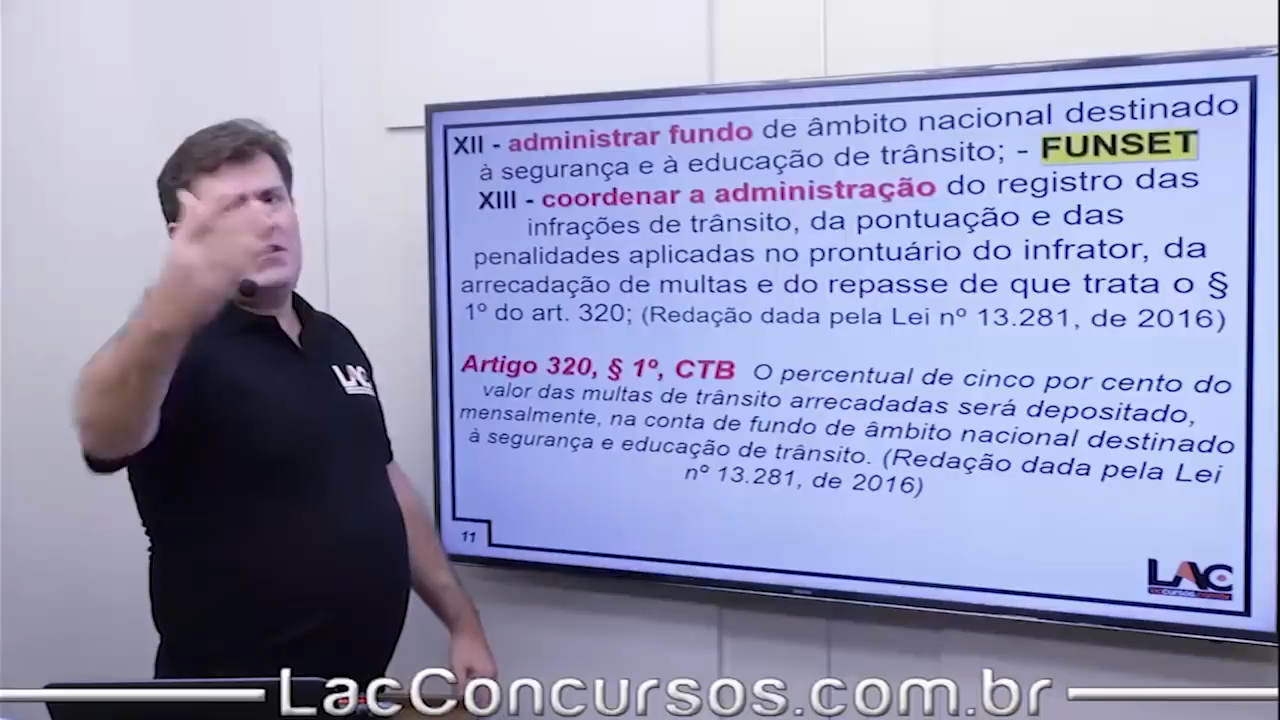 XII - administrar fundo de âmbito nacional destinado
à segurança e à educação de trânsito; - FUNSET
XIII - coordenar a administração do registro das
infrações de trânsito, da pontuação e das
penalidades aplicadas no prontuário do infrator, da
arrecadação de multas e do repasse de que trata o §
1º do art. 320; (Redação dada pela Lei nº 13.281, de 2016)
Artigo 320, § 1º, CTB O percentual de cinco por cento do
valor das multas de trânsito arrecadadas será depositado,
mensalmente, na conta de fundo de âmbito nacional destinado
à segurança e educação de trânsito. (Redação dada pela Lei
nº 13.281, de 2016)
11
LAC
LAC
LacConcursos.com.br